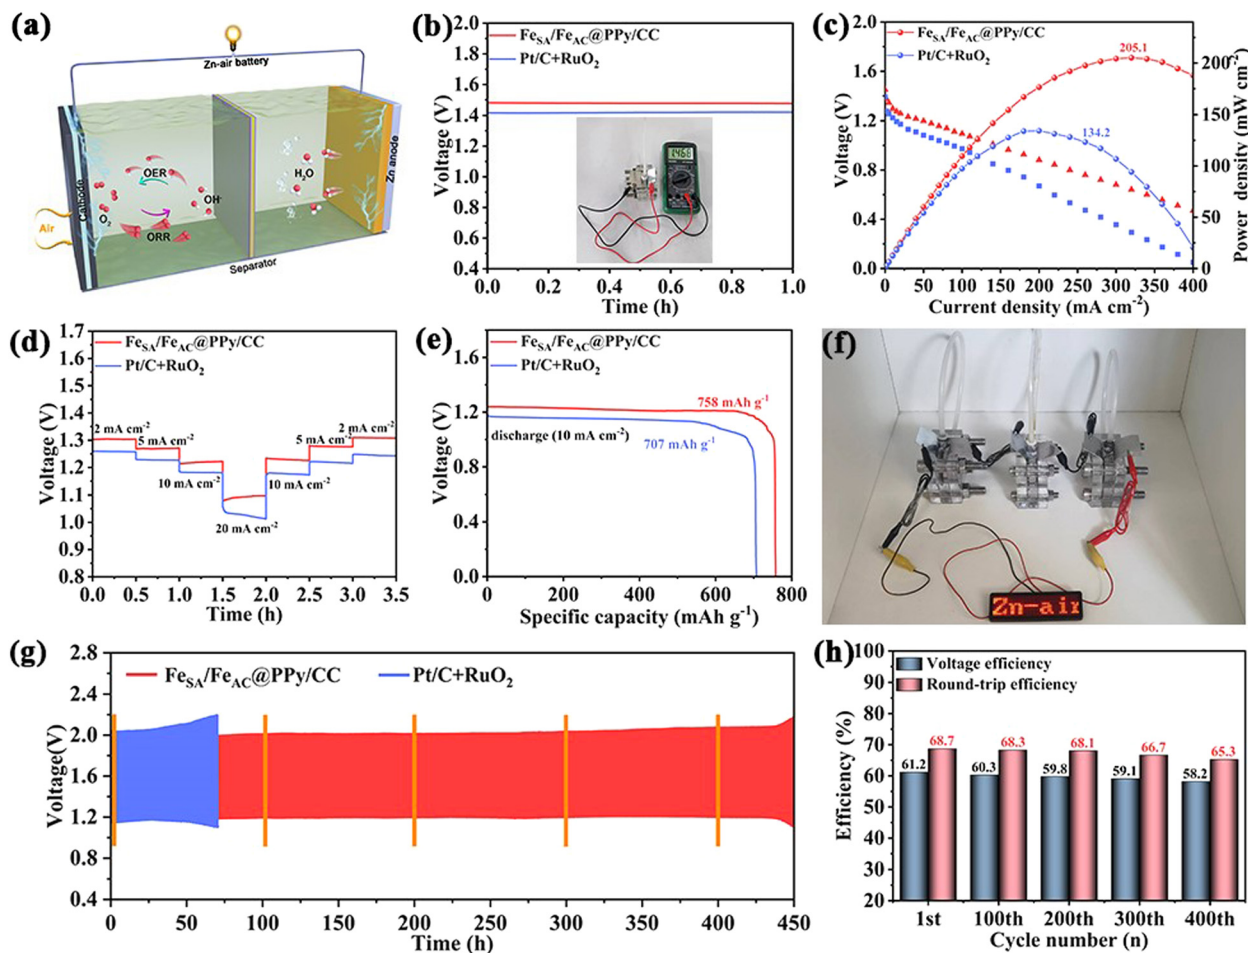 (a)
Zn-air battery
Cathode
Air
O₂
OER
ORR
OH⁻
H₂O
Separator
Zn anode
(b)
Voltage (V)
2.0
1.8
1.6
1.4
1.2
1.0
0.8
0.6
0.4
Fe_SA/Fe_AC@PPy/CC
Pt/C+RuO₂
0.0 0.2 0.4 0.6 0.8 1.0
Time (h)
(c)
Voltage (V)
2.0
1.6
1.2
0.8
0.4
0.0
Fe_SA/Fe_AC@PPy/CC
Pt/C+RuO₂
205.1
134.2
200
150
100
50
0
Power density (mW cm⁻²)
0 50 100 150 200 250 300 350 400
Current density (mA cm⁻²)
(d)
Voltage (V)
1.7
1.6
1.5
1.4
1.3
1.2
1.1
1.0
0.9
0.8
Fe_SA/Fe_AC@PPy/CC
Pt/C+RuO₂
2 mA cm⁻²
5 mA cm⁻²
10 mA cm⁻²
20 mA cm⁻²
10 mA cm⁻²
5 mA cm⁻²
2 mA cm⁻²
0.0 0.5 1.0 1.5 2.0 2.5 3.0 3.5
Time (h)
(e)
Voltage (V)
1.6
1.2
0.8
0.4
0.0
Fe_SA/Fe_AC@PPy/CC
Pt/C+RuO₂
758 mAh g⁻¹
discharge (10 mA cm⁻²)
707 mAh g⁻¹
0 200 400 600 800
Specific capacity (mAh g⁻¹)
(f)
Zn-air
(g)
Voltage(V)
2.8
2.4
2.0
1.6
1.2
0.8
0.4
Fe_SA/Fe_AC@PPy/CC
Pt/C+RuO₂
0 50 100 150 200 250 300 350 400 450
Time (h)
(h)
Efficiency (%)
100
90
80
70
60
50
40
30
20
Voltage efficiency
Round-trip efficiency
61.2 68.7
60.3 68.3
59.8 68.1
59.1 66.7
58.2 65.3
1st 100th 200th 300th 400th
Cycle number (n)